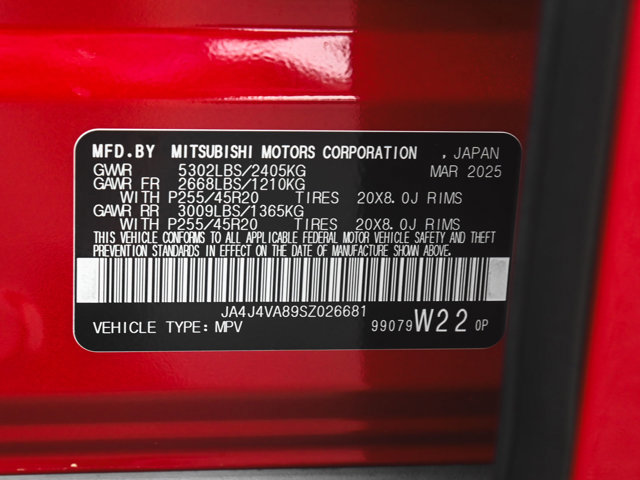 MFD.BY MITSUBISHI MOTORS CORPORATION , JAPAN
GVWR 5302LBS/2405KG MAR 2025
GAWR FR 2668LBS/1210KG
WITH P255/45R20 TIRES 20X8.0J RIMS
GAWR RR 3009LBS/1365KG
WITH P255/45R20 TIRES 20X8.0J RIMS
THIS VEHICLE CONFORMS TO ALL APPLICABLE FEDERAL MOTOR VEHICLE SAFETY AND THEFT
PREVENTION STANDARDS IN EFFECT ON THE DATE OF MANUFACTURE SHOWN ABOVE.
JA4J4VA89SZ026681
VEHICLE TYPE: MPV 99079 W22 0P